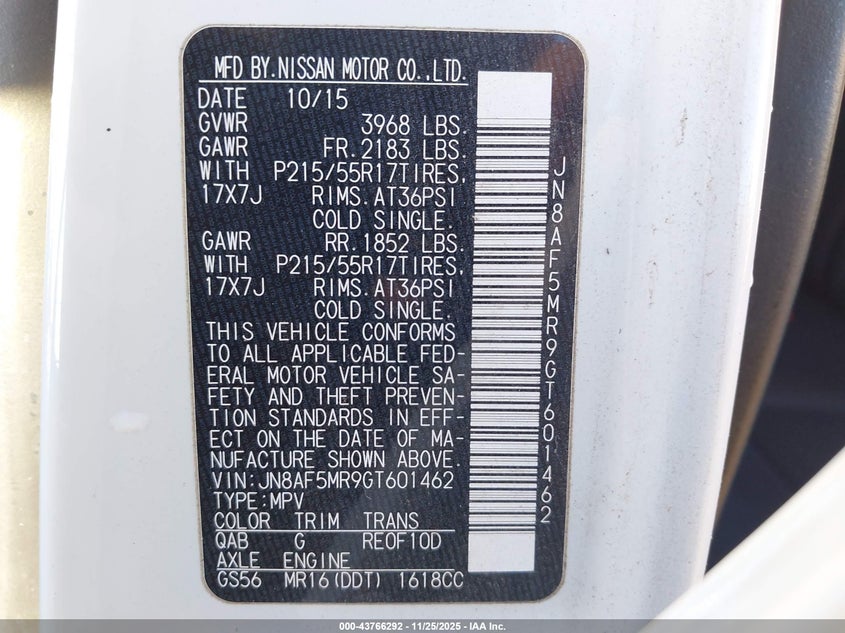 MFD BY.NISSAN MOTOR CO.,LTD.
DATE 10/15
GVWR 3968 LBS.
GAWR FR.2183 LBS.
WITH P215/55R17TIRES,
17X7J RIMS.AT36PSI
COLD SINGLE.
GAWR RR.1852 LBS.
WITH P215/55R17TIRES,
17X7J RIMS.AT36PSI
COLD SINGLE.
THIS VEHICLE CONFORMS
TO ALL APPLICABLE FED-
ERAL MOTOR VEHICLE SA-
FETY AND THEFT PREVEN-
TION STANDARDS IN EFF-
ECT ON THE DATE OF MA-
NUFACTURE SHOWN ABOVE.
VIN:JN8AF5MR9GT601462
TYPE:MPV
COLOR TRIM TRANS
QAB G RE0F10D
AXLE ENGINE
GS56 MR16(DDT) 1618CC
JN8AF5MR9GT601462
000-43766292 - 11/25/2025 - IAA Inc.